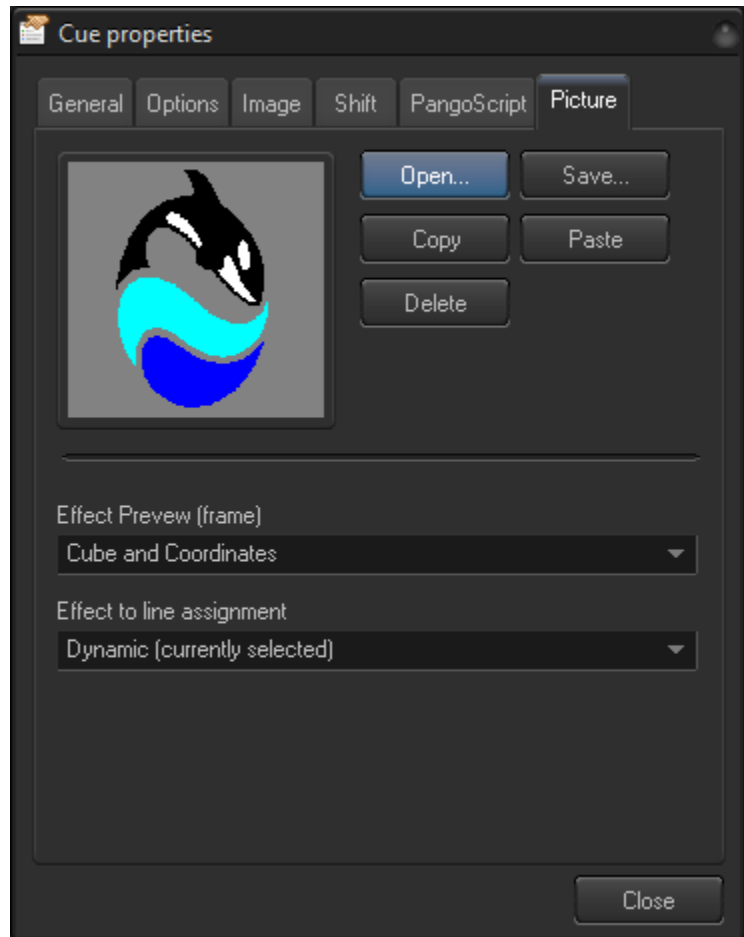 Cue properties
General Options Image Shift PangoScript Picture
Open... Save...
Copy Paste
Delete
Effect Prevew (frame)
Cube and Coordinates
Effect to line assignment
Dynamic (currently selected)
Close